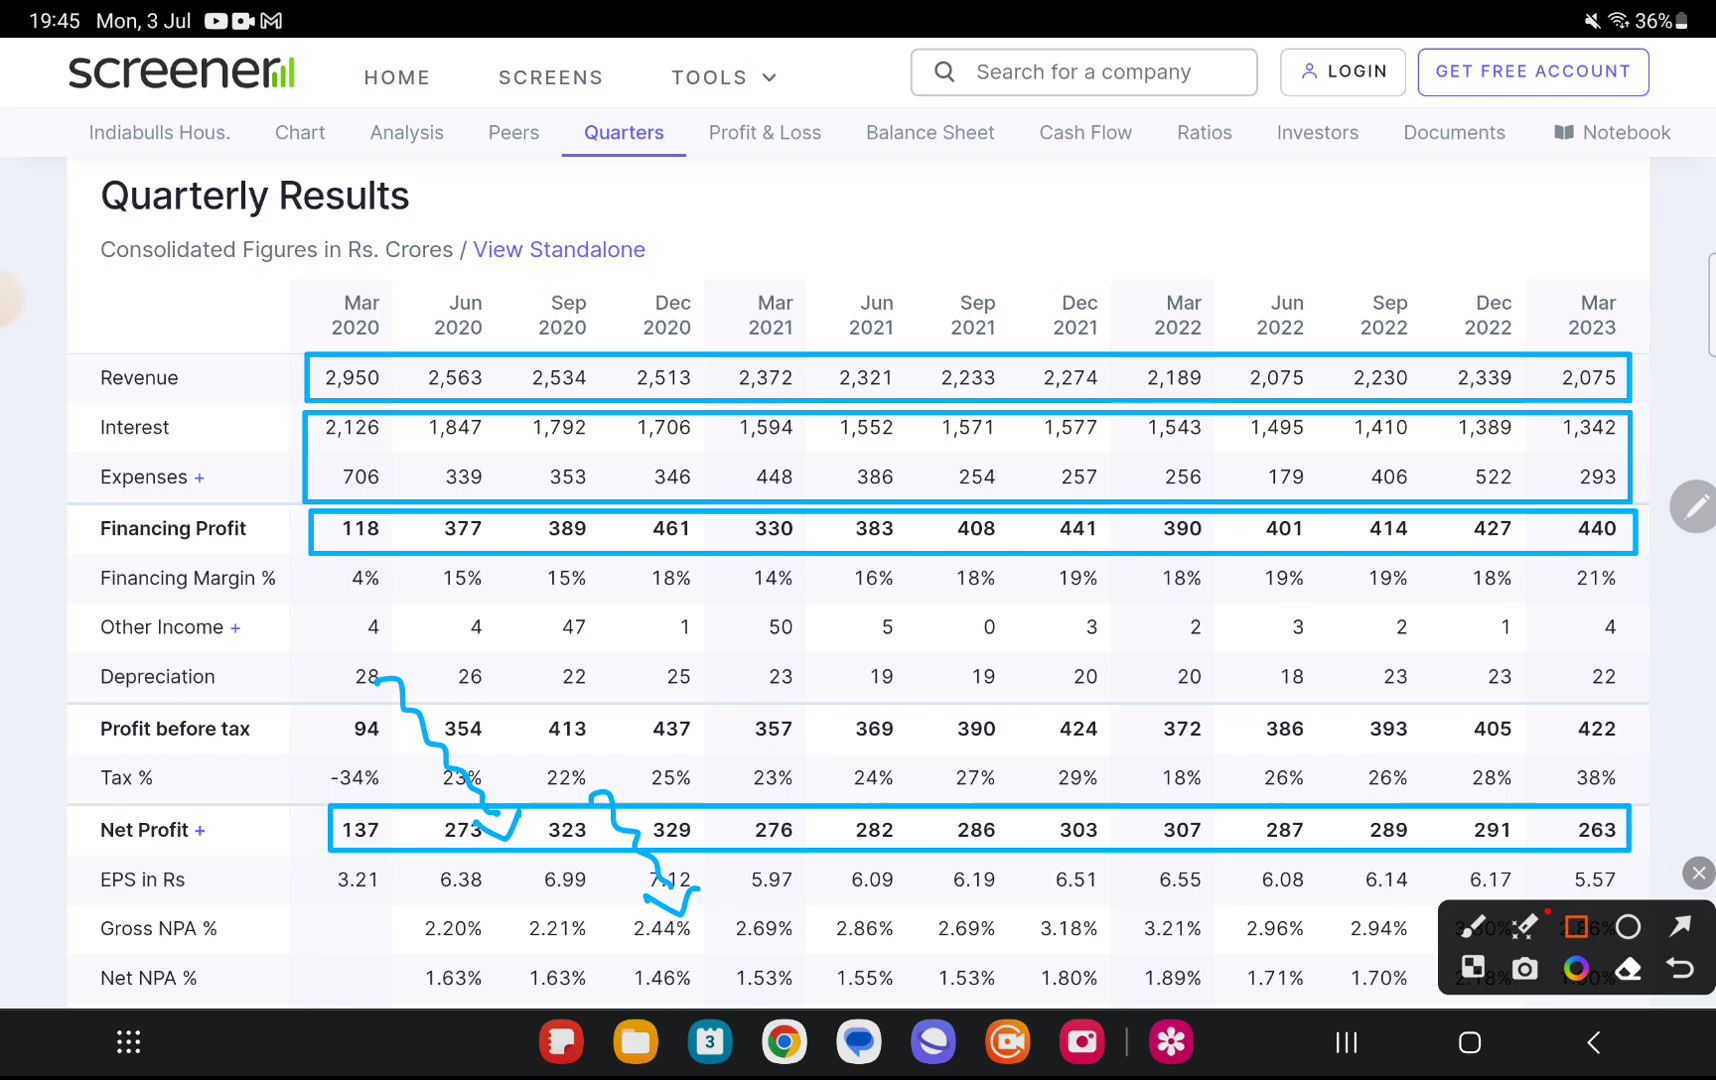 19:45 Mon, 3 Jul 36%
screener HOME SCREENS TOOLS Search for a company LOGIN GET FREE ACCOUNT
Indiabulls Hous. Chart Analysis Peers Quarters Profit & Loss Balance Sheet Cash Flow Ratios Investors Documents Notebook
Quarterly Results
Consolidated Figures in Rs. Crores / View Standalone
Mar Jun Sep Dec Mar Jun Sep Dec Mar Jun Sep Dec Mar
2020 2020 2020 2020 2021 2021 2021 2021 2022 2022 2022 2022 2023
Revenue 2,950 2,563 2,534 2,513 2,372 2,321 2,233 2,274 2,189 2,075 2,230 2,339 2,075
Interest 2,126 1,847 1,792 1,706 1,594 1,552 1,571 1,577 1,543 1,495 1,410 1,389 1,342
Expenses + 706 339 353 346 448 386 254 257 256 179 406 522 293
Financing Profit 118 377 389 461 330 383 408 441 390 401 414 427 440
Financing Margin % 4% 15% 15% 18% 14% 16% 18% 19% 18% 19% 19% 18% 21%
Other Income + 4 4 47 1 50 5 0 3 2 3 2 1 4
Depreciation 28 26 22 25 23 19 19 20 20 18 23 23 22
Profit before tax 94 354 413 437 357 369 390 424 372 386 393 405 422
Tax % -34% 23% 22% 25% 23% 24% 27% 29% 18% 26% 26% 28% 38%
Net Profit + 137 273 323 329 276 282 286 303 307 287 289 291 263
EPS in Rs 3.21 6.38 6.99 7.12 5.97 6.09 6.19 6.51 6.55 6.08 6.14 6.17 5.57
Gross NPA % 2.20% 2.21% 2.44% 2.69% 2.86% 2.69% 3.18% 3.21% 2.96% 2.94%
Net NPA % 1.63% 1.63% 1.46% 1.53% 1.55% 1.53% 1.80% 1.89% 1.71% 1.70%
3